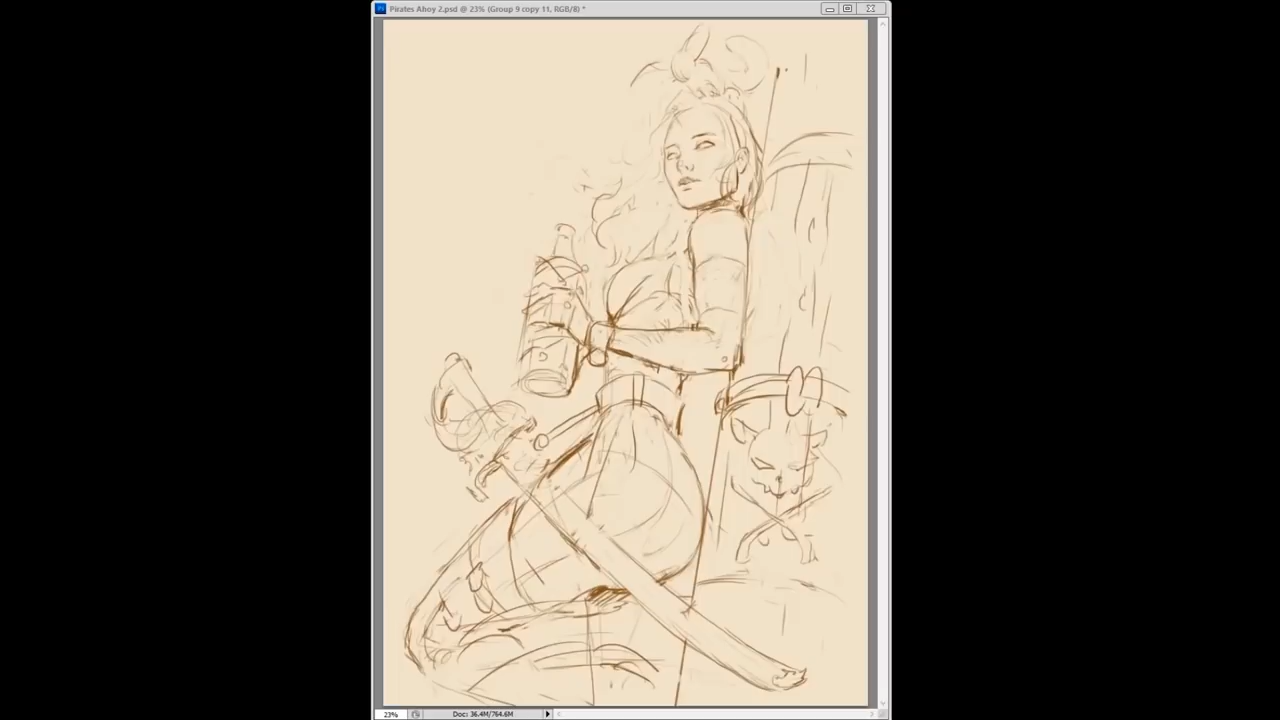 Pirates Ahoy 2.psd @ 23% (Group 9 copy 11, RGB/8) *
23%
Doc: 36.4M/764.6M